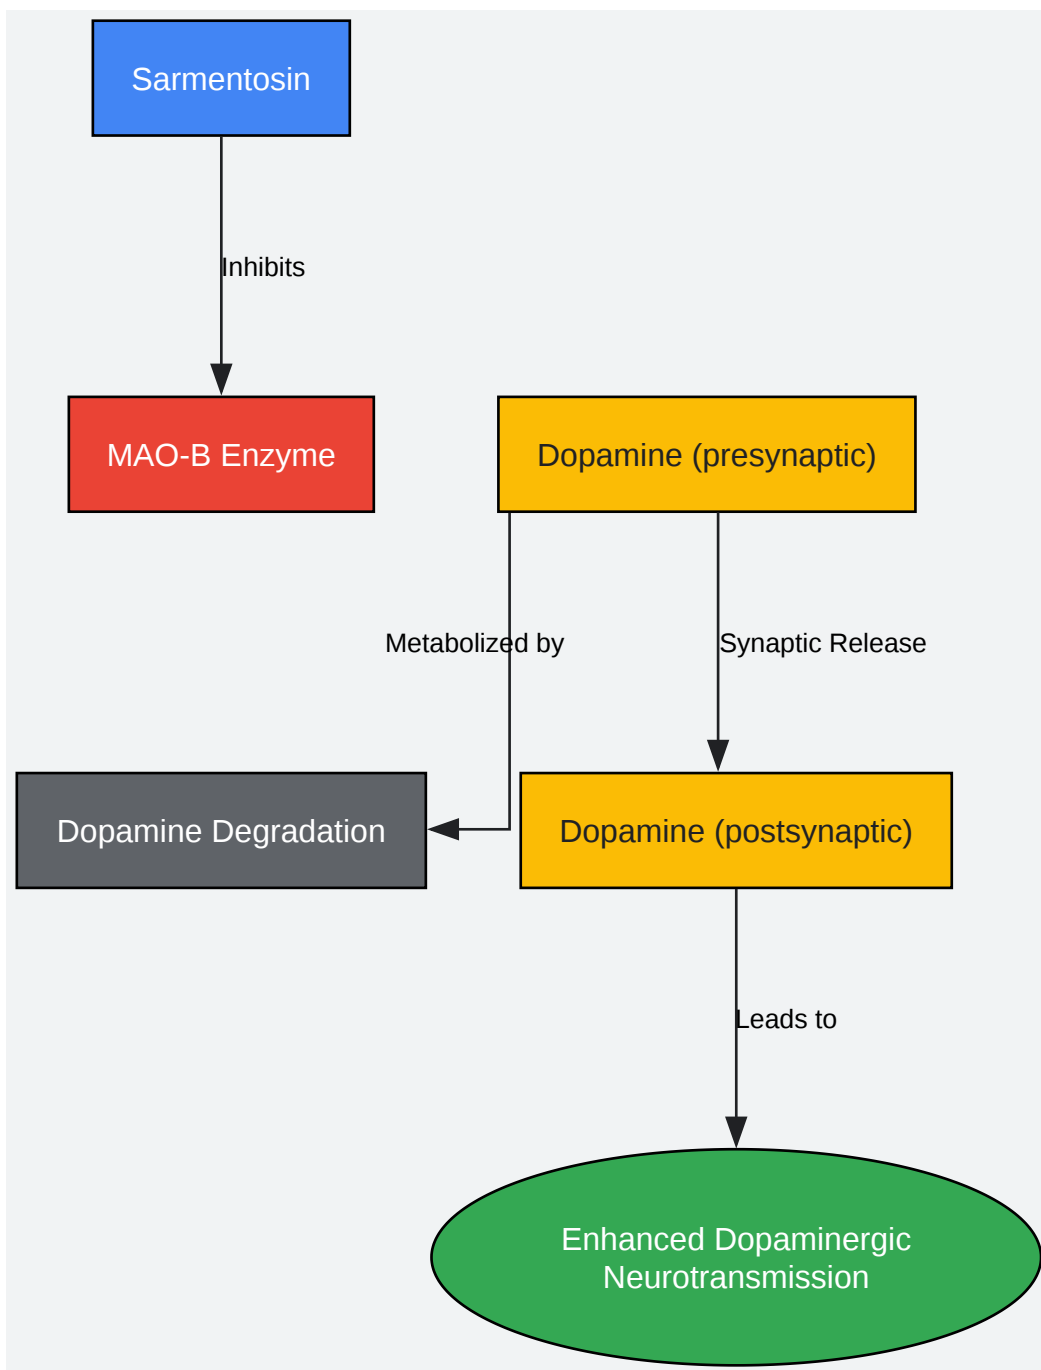 Sarmentosin
Inhibits
MAO-B Enzyme
Dopamine (presynaptic)
Metabolized by
Synaptic Release
Dopamine Degradation
Dopamine (postsynaptic)
Leads to
Enhanced Dopaminergic
Neurotransmission